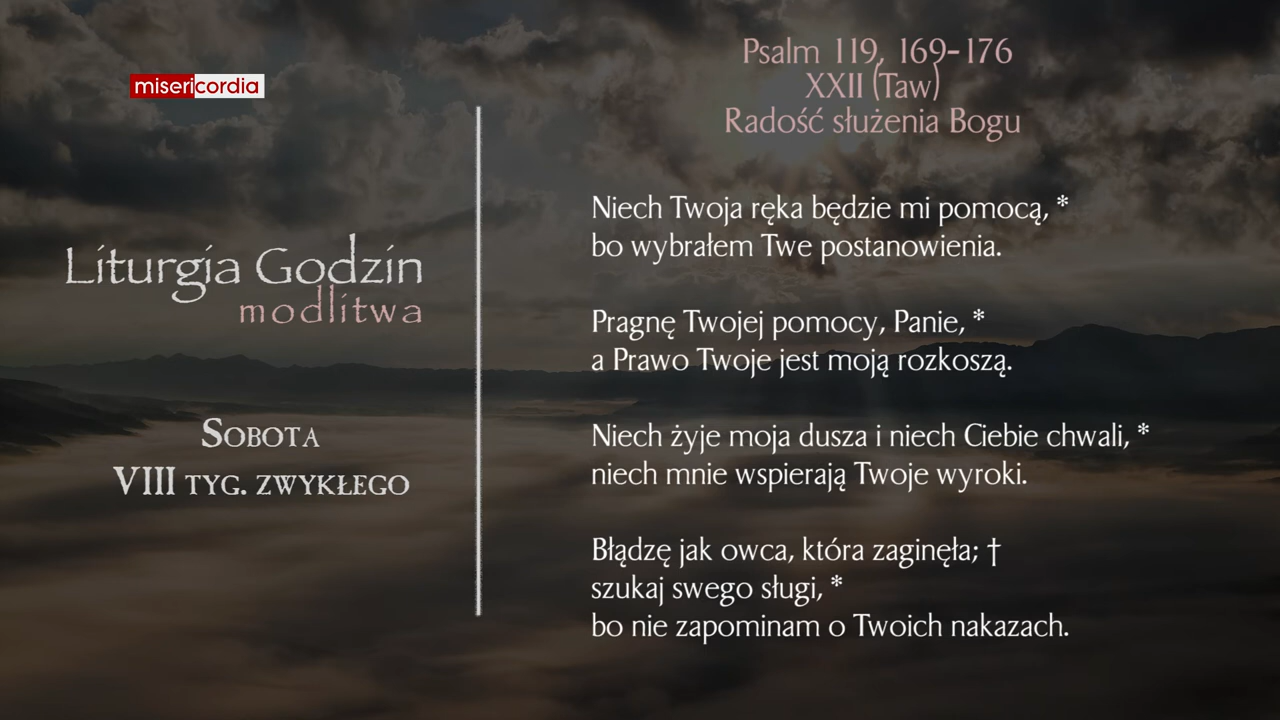 misericordia
Liturgia Godzin
modlitwa
Sobota
VIII tyg. zwykłego
Psalm 119, 169-176
XXII (Taw)
Radość służenia Bogu
Niech Twoja ręka będzie mi pomocą, *
bo wybrałem Twe postanowienia.
Pragnę Twojej pomocy, Panie, *
a Prawo Twoje jest moją rozkoszą.
Niech żyje moja dusza i niech Ciebie chwali, *
niech mnie wspierają Twoje wyroki.
Błądzę jak owca, która zaginęła; †
szukaj swego sługi, *
bo nie zapominam o Twoich nakazach.